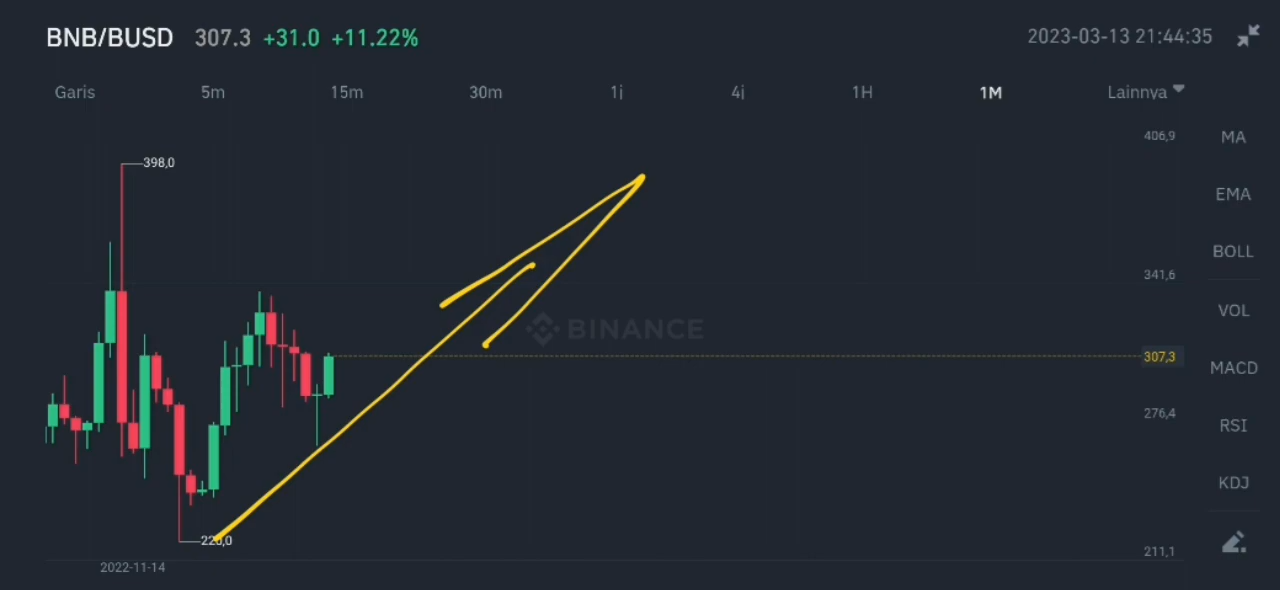 BNB/BUSD 307.3 +31.0 +11.22% 2023-03-13 21:44:35
Garis 5m 15m 30m 1j 4j 1H 1M Lainnya
406,9 MA
398,0
EMA
BOLL
341,6
VOL
BINANCE
307,3
MACD
276,4
RSI
KDJ
211,1
2022-11-14